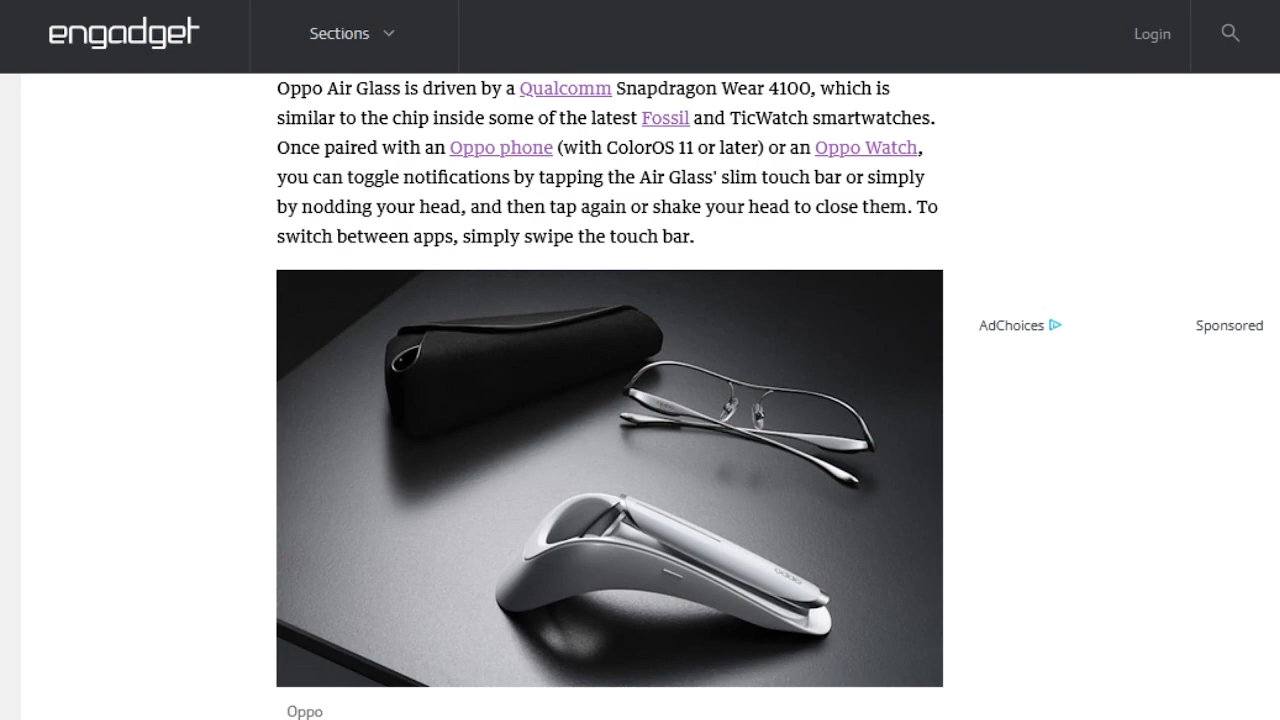 engadget
Sections
Login
Oppo Air Glass is driven by a Qualcomm Snapdragon Wear 4100, which is
similar to the chip inside some of the latest Fossil and TicWatch smartwatches.
Once paired with an Oppo phone (with ColorOS 11 or later) or an Oppo Watch,
you can toggle notifications by tapping the Air Glass' slim touch bar or simply
by nodding your head, and then tap again or shake your head to close them. To
switch between apps, simply swipe the touch bar.
AdChoices
Sponsored
oppo
Oppo